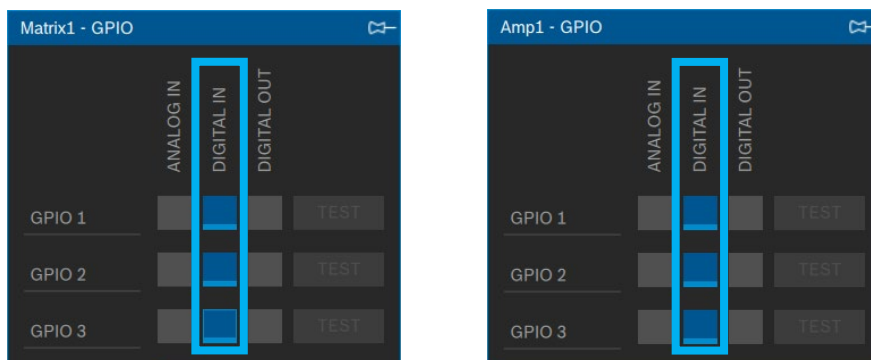 Matrix1 - GPIO
ANALOG IN
DIGITAL IN
DIGITAL OUT
GPIO 1
TEST
GPIO 2
TEST
GPIO 3
TEST
Amp1 - GPIO
ANALOG IN
DIGITAL IN
DIGITAL OUT
GPIO 1
TEST
GPIO 2
TEST
GPIO 3
TEST